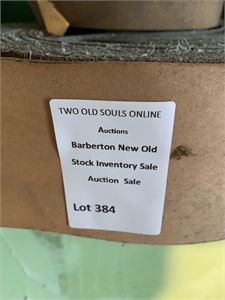 TWO OLD SOULS ONLINE
Auctions
Barberton New Old
Stock Inventory Sale
Auction Sale
Lot 384